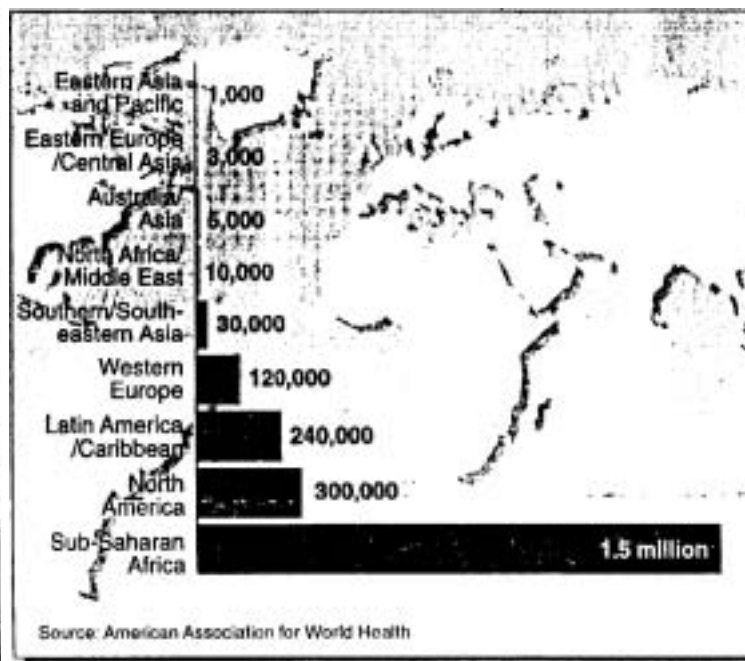 Eastern Asia
and Pacific
1,000
Eastern Europe
/Central Asia
3,000
Australia/
Asia
5,000
North Africa/
Middle East
10,000
Southern/South-
eastern Asia
30,000
Western
Europe
120,000
Latin America
/Caribbean
240,000
North
America
300,000
Sub-Saharan
Africa
1.5 million
Source: American Association for World Health